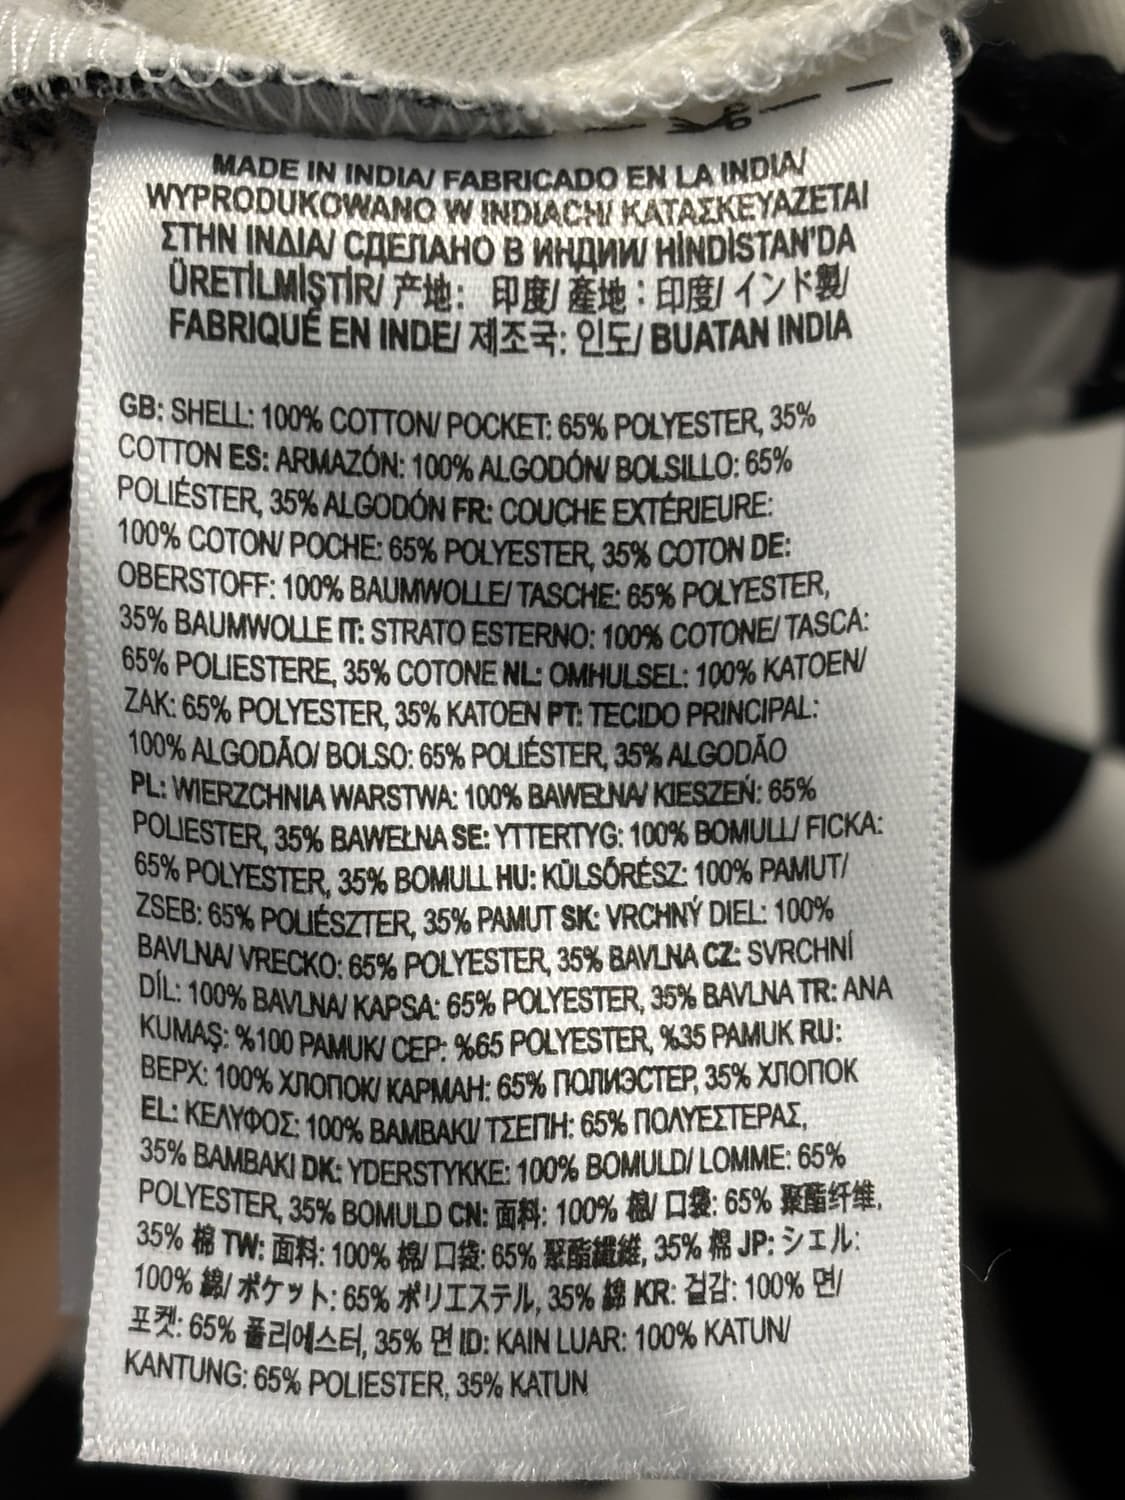 MADE IN INDIA/ FABRICADO EN LA INDIA/
WYPRODUKOWANO W INDIACH/ ΚΑΤΑΣΚΕΥΑΖΕΤΑΙ
ΣΤΗΝ ΙΝΔΙΑ/ СДЕЛАНО В ИНДИИ/ HİNDİSTAN'DA
ÜRETİLMİŞTİR/ 产地: 印度/ 產地:印度/ インド製/
FABRIQUÉ EN INDE/ 제조국: 인도/ BUATAN INDIA
GB: SHELL: 100% COTTON/ POCKET: 65% POLYESTER, 35%
COTTON ES: ARMAZÓN: 100% ALGODÓN/ BOLSILLO: 65%
POLIÉSTER, 35% ALGODÓN FR: COUCHE EXTÉRIEURE:
100% COTON/ POCHE: 65% POLYESTER, 35% COTON DE:
OBERSTOFF: 100% BAUMWOLLE/ TASCHE: 65% POLYESTER,
35% BAUMWOLLE IT: STRATO ESTERNO: 100% COTONE/ TASCA:
65% POLIESTERE, 35% COTONE NL: OMHULSEL: 100% KATOEN/
ZAK: 65% POLYESTER, 35% KATOEN PT: TECIDO PRINCIPAL:
100% ALGODÃO/ BOLSO: 65% POLIÉSTER, 35% ALGODÃO
PL: WIERZCHNIA WARSTWA: 100% BAWEŁNA/ KIESZEŃ: 65%
POLIESTER, 35% BAWEŁNA SE: YTTERTYG: 100% BOMULL/ FICKA:
65% POLYESTER, 35% BOMULL HU: KÜLSŐRÉSZ: 100% PAMUT/
ZSEB: 65% POLIÉSZTER, 35% PAMUT SK: VRCHNÝ DIEL: 100%
BAVLNA/ VRECKO: 65% POLYESTER, 35% BAVLNA CZ: SVRCHNÍ
DÍL: 100% BAVLNA/ KAPSA: 65% POLYESTER, 35% BAVLNA TR: ANA
KUMAŞ: %100 PAMUK/ CEP: %65 POLYESTER, %35 PAMUK RU:
ВЕРХ: 100% ХЛОПОК/ КАРМАН: 65% ПОЛИЭСТЕР, 35% ХЛОПОК
EL: ΚΕΛΥΦΟΣ: 100% ΒΑΜΒΑΚΙ/ ΤΣΕΠΗ: 65% ΠΟΛΥΕΣΤΕΡΑΣ,
35% ΒΑΜΒΑΚΙ DK: YDERSTYKKE: 100% BOMULD/ LOMME: 65%
POLYESTER, 35% BOMULD CN: 面料: 100% 棉/ 口袋: 65% 聚酯纤维,
35% 棉 TW: 面料: 100% 棉/ 口袋: 65% 聚酯纖維, 35% 棉 JP: シェル:
100% 綿/ ポケット: 65% ポリエステル, 35% 綿 KR: 겉감: 100% 면/
포켓: 65% 폴리에스터, 35% 면 ID: KAIN LUAR: 100% KATUN/
KANTUNG: 65% POLIESTER, 35% KATUN